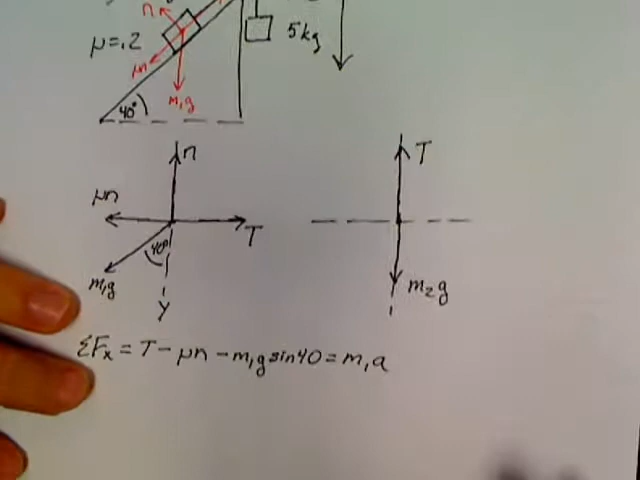 n
μ=.2
5kg
μn
m₁g
40°
n
T
μn
T
40°
m₁g
m₂g
y
ΣFx = T - μn - m₁g sin40 = m₁a